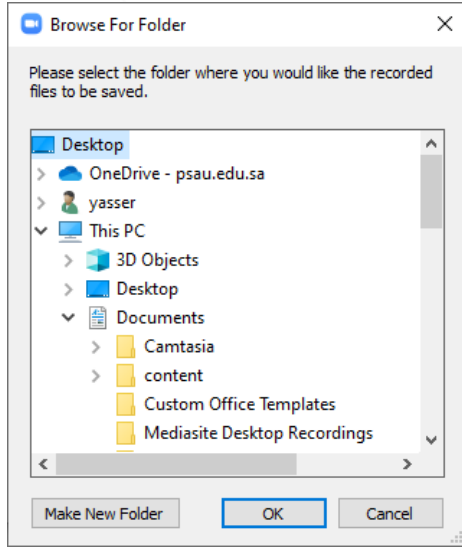 Browse For Folder
Please select the folder where you would like the recorded
files to be saved.
Desktop
OneDrive - psau.edu.sa
yasser
This PC
3D Objects
Desktop
Documents
Camtasia
content
Custom Office Templates
Mediasite Desktop Recordings
Make New Folder
OK
Cancel